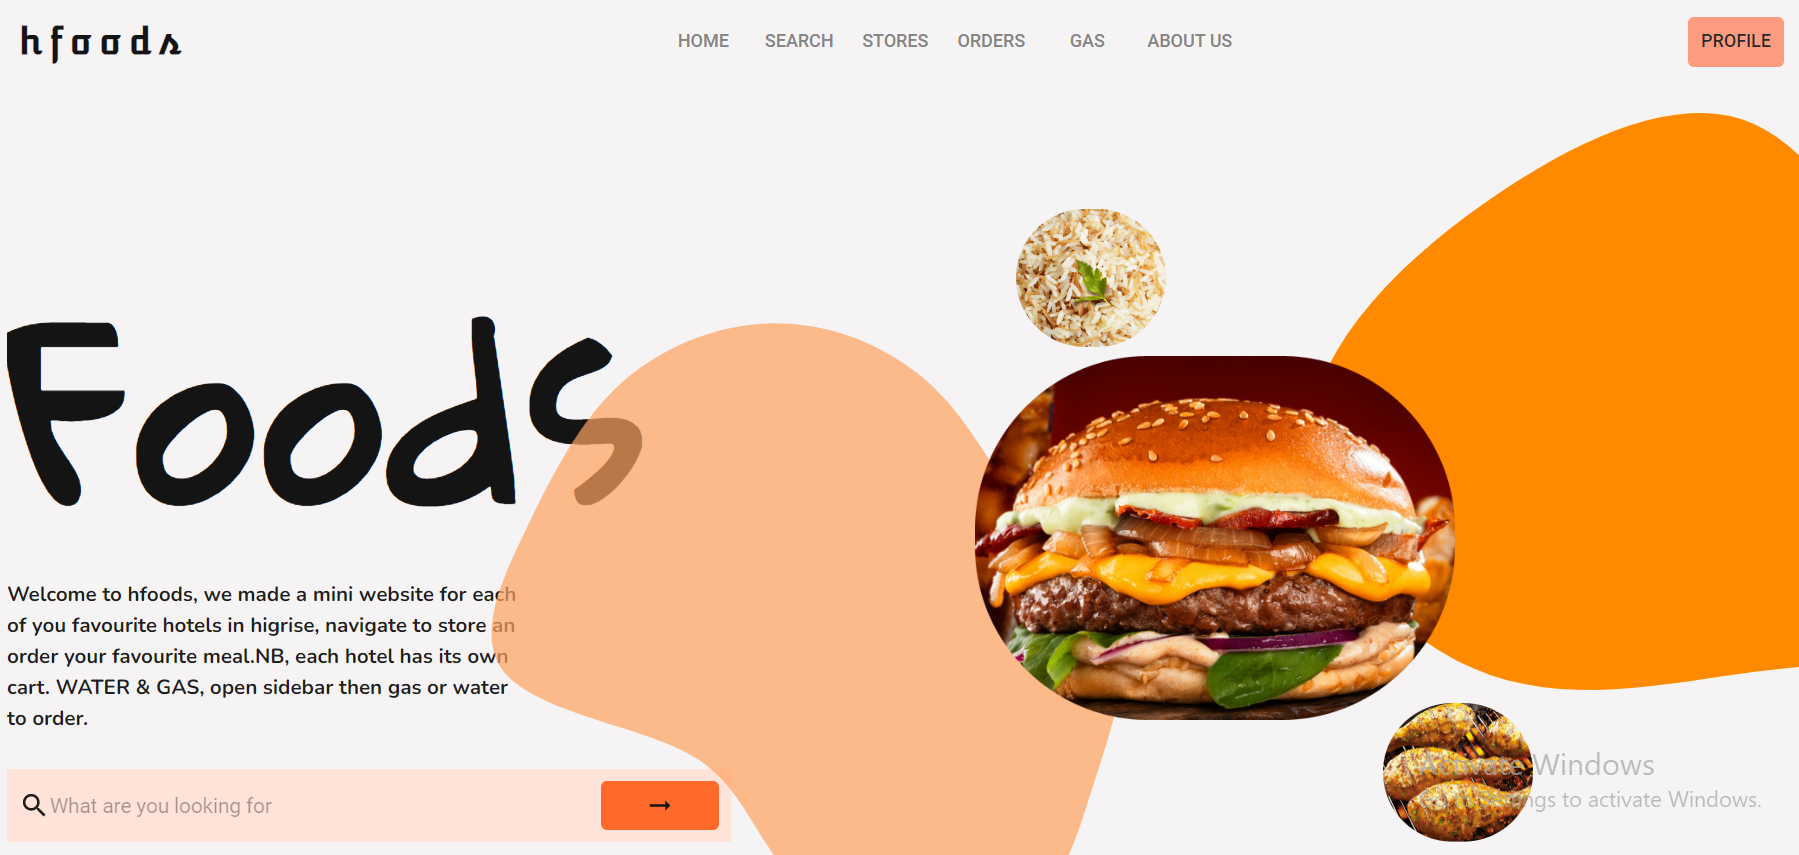 hfoods
HOME SEARCH STORES ORDERS GAS ABOUT US
PROFILE
Foods
Welcome to hfoods, we made a mini website for each
of you favourite hotels in higrise, navigate to store an
order your favourite meal.NB, each hotel has its own
cart. WATER & GAS, open sidebar then gas or water
to order.
What are you looking for
Activate Windows
to activate Windows.